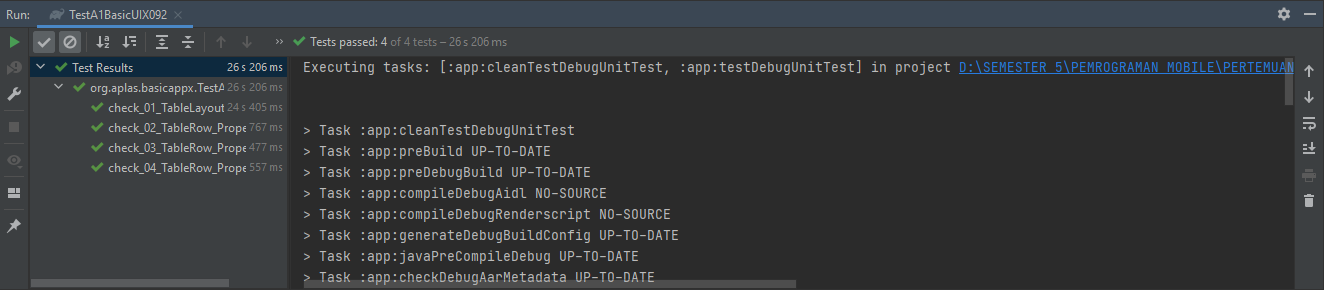 Run: TestA1BasicUIX092
Tests passed: 4 of 4 tests – 26 s 206 ms
Test Results 26 s 206 ms
org.aplas.basicappx.TestA 26 s 206 ms
check_01_TableLayout 24 s 405 ms
check_02_TableRow_Prope 767 ms
check_03_TableRow_Prope 477 ms
check_04_TableRow_Prope 557 ms
Executing tasks: [:app:cleanTestDebugUnitTest, :app:testDebugUnitTest] in project D:\SEMESTER 5\PEMROGRAMAN MOBILE\PERTEMUAN
> Task :app:cleanTestDebugUnitTest
> Task :app:preBuild UP-TO-DATE
> Task :app:preDebugBuild UP-TO-DATE
> Task :app:compileDebugAidl NO-SOURCE
> Task :app:compileDebugRenderscript NO-SOURCE
> Task :app:generateDebugBuildConfig UP-TO-DATE
> Task :app:javaPreCompileDebug UP-TO-DATE
> Task :app:checkDebugAarMetadata UP-TO-DATE